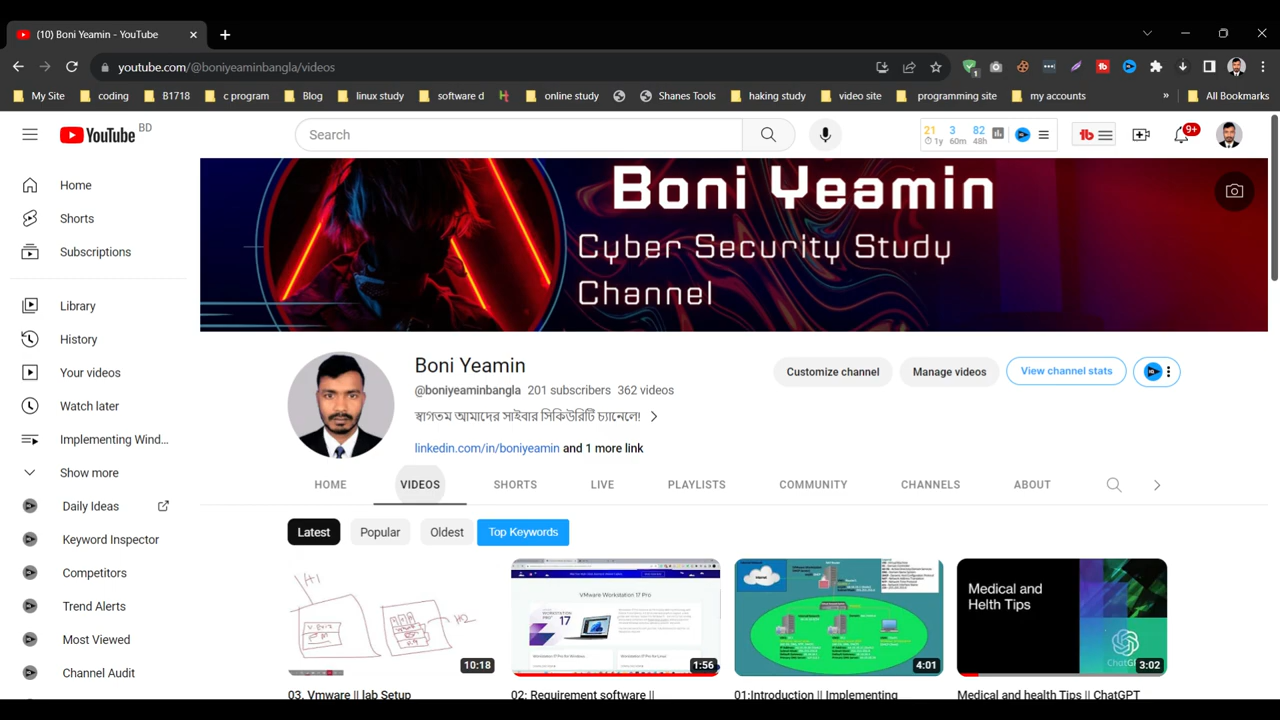 (10) Boni Yeamin - YouTube
youtube.com/@boniyeaminbangla/videos
My Site coding B1718 c program Blog linux study software d online study Shanes Tools haking study video site programming site my accounts » All Bookmarks
YouTube BD
Search
21 3 82
1y 60m 48h
9+
Home
Shorts
Subscriptions
Library
History
Your videos
Watch later
Implementing Wind...
Show more
Daily Ideas
Keyword Inspector
Competitors
Trend Alerts
Most Viewed
Channel Audit
Boni Yeamin
Cyber Security Study
Channel
Boni Yeamin
@boniyeaminbangla 201 subscribers 362 videos
স্বাগতম আমাদের সাইবার সিকিউরিটি চ্যানেলে!
linkedin.com/in/boniyeamin and 1 more link
Customize channel Manage videos View channel stats
HOME VIDEOS SHORTS LIVE PLAYLISTS COMMUNITY CHANNELS ABOUT
Latest Popular Oldest Top Keywords
H1
H2
10:18
VMware Workstation 17 Pro
WORKSTATION
PRO
17
1:56
Internet
4:01
Medical and
Helth Tips
3:02
03. Vmware || lab Setup
02: Requirement software ||
01:Introduction || Implementing
Medical and health Tips || ChatGPT